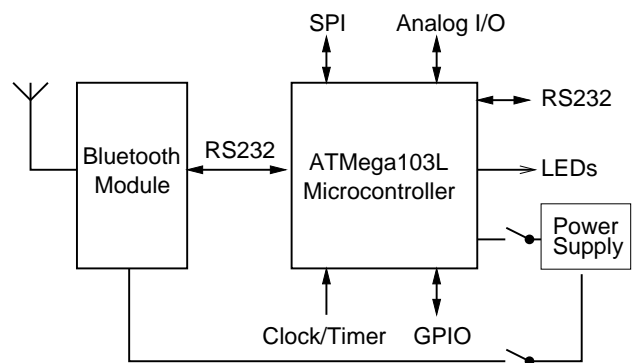 SPI
Analog I/O
RS232
Bluetooth
Module
RS232
ATMega103L
Microcontroller
LEDs
Power
Supply
Clock/Timer
GPIO